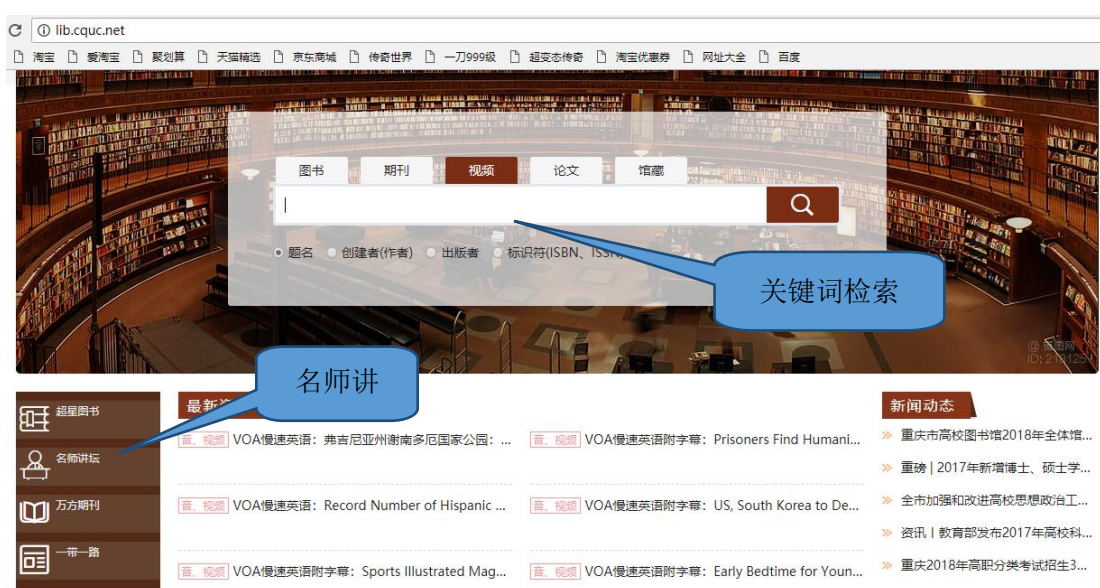 lib.cquc.net
淘宝 爱淘宝 聚划算 天猫精选 京东商城 传奇世界 一刀999级 超变态传奇 淘宝优惠券 网址大全 百度
图书 期刊 视频 论文 馆藏
题名 创建者(作者) 出版者 标识符(ISBN、ISSN)
关键词检索
名师讲
超星图书
名师讲坛
万方期刊
一带一路
最新
音、视频 VOA慢速英语：弗吉尼亚州谢南多厄国家公园：...
音、视频 VOA慢速英语附字幕：Prisoners Find Humani...
音、视频 VOA慢速英语：Record Number of Hispanic ...
音、视频 VOA慢速英语附字幕：US, South Korea to De...
音、视频 VOA慢速英语附字幕：Sports Illustrated Mag...
音、视频 VOA慢速英语附字幕：Early Bedtime for Youn...
新闻动态
重庆市高校图书馆2018年全体馆...
重磅 | 2017年新增博士、硕士学...
全市加强和改进高校思想政治工...
资讯丨教育部发布2017年高校科...
重庆2018年高职分类考试招生3...